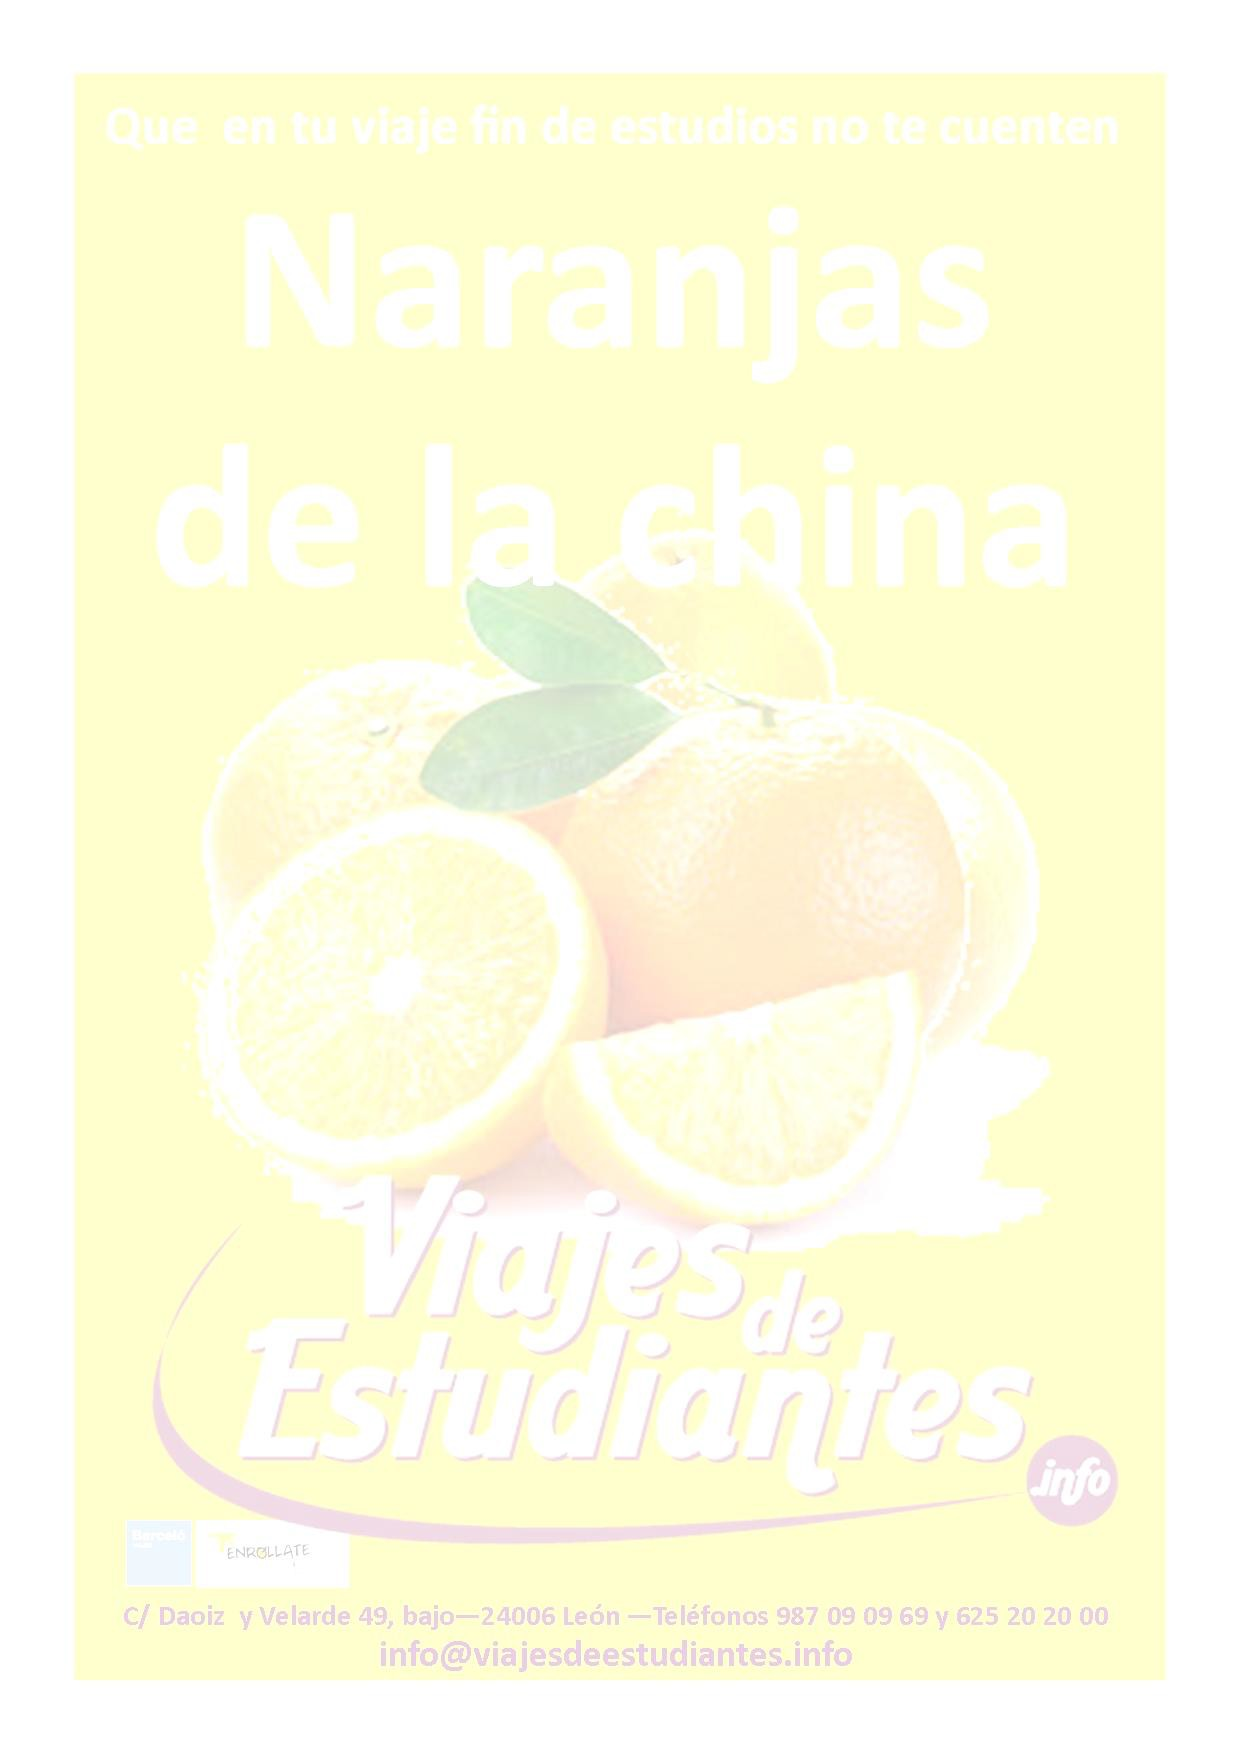 Que en tu viaje fin de estudios no te cuenten
Naranjas
de la china
Viajes de
Estudiantes
.info
Barceló
ENROLLATE
C/ Daoiz y Velarde 49, bajo—24006 León —Teléfonos 987 09 09 69 y 625 20 20 00
info@viajesdeestudiantes.info